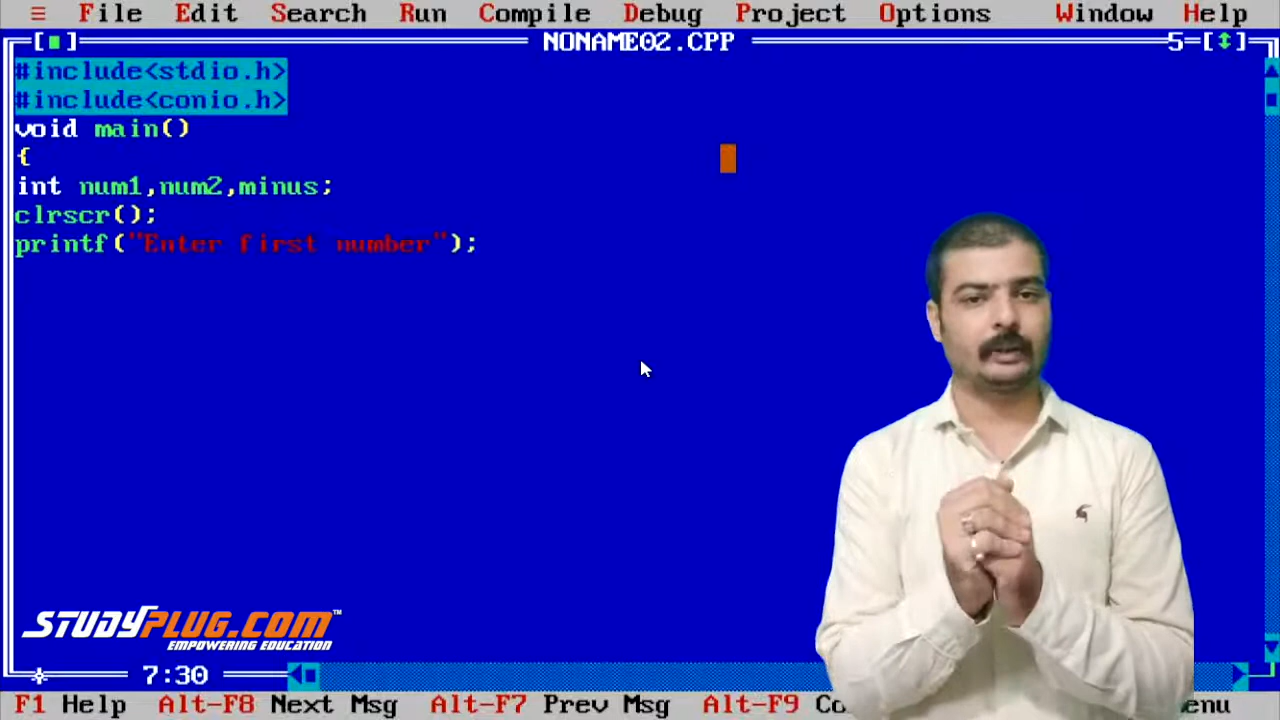 ≡ File Edit Search Run Compile Debug Project Options Window Help
[■] NONAME02.CPP 5=[↕]
#include<stdio.h>
#include<conio.h>
void main()
{
int num1,num2,minus;
clrscr();
printf("Enter first number");
STUDYPLUG.COM™
EMPOWERING EDUCATION
7:30
F1 Help Alt-F8 Next Msg Alt-F7 Prev Msg Alt-F9